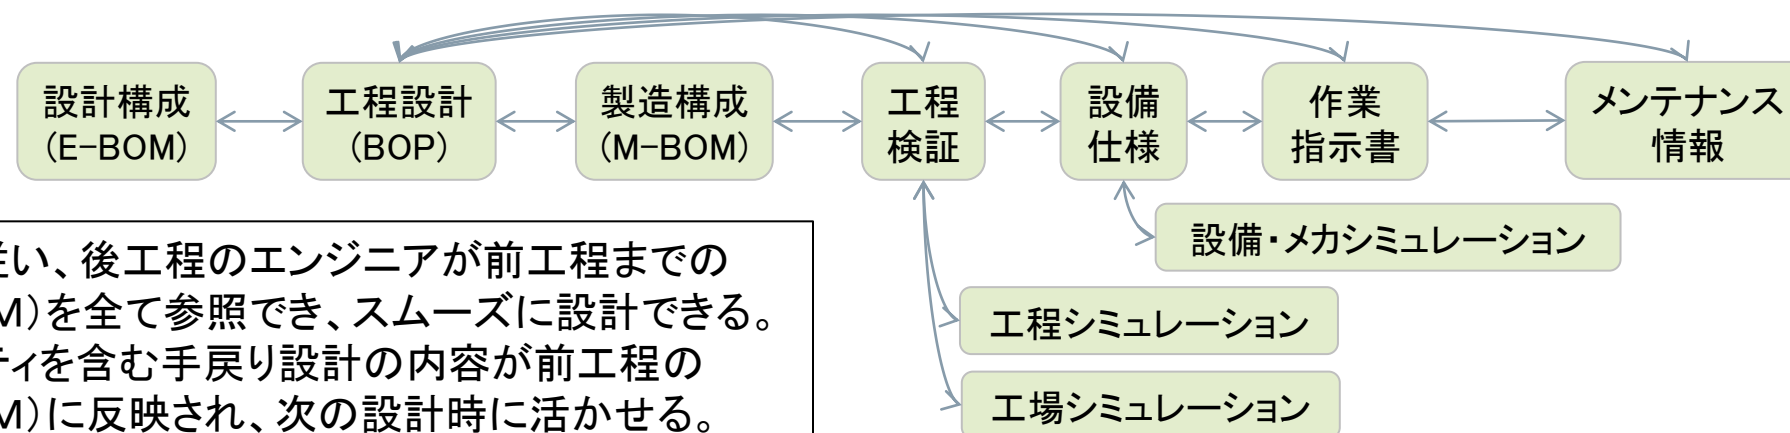 設計構成
(E-BOM)
工程設計
(BOP)
製造構成
(M-BOM)
工程
検証
設備
仕様
作業
指示書
メンテナンス
情報
設備・メカシミュレーション
工程シミュレーション
工場シミュレーション
い、後工程のエンジニアが前工程までの
M)を全て参照でき、スムーズに設計できる。
ティを含む手戻り設計の内容が前工程の
M)に反映され、次の設計時に活かせる。